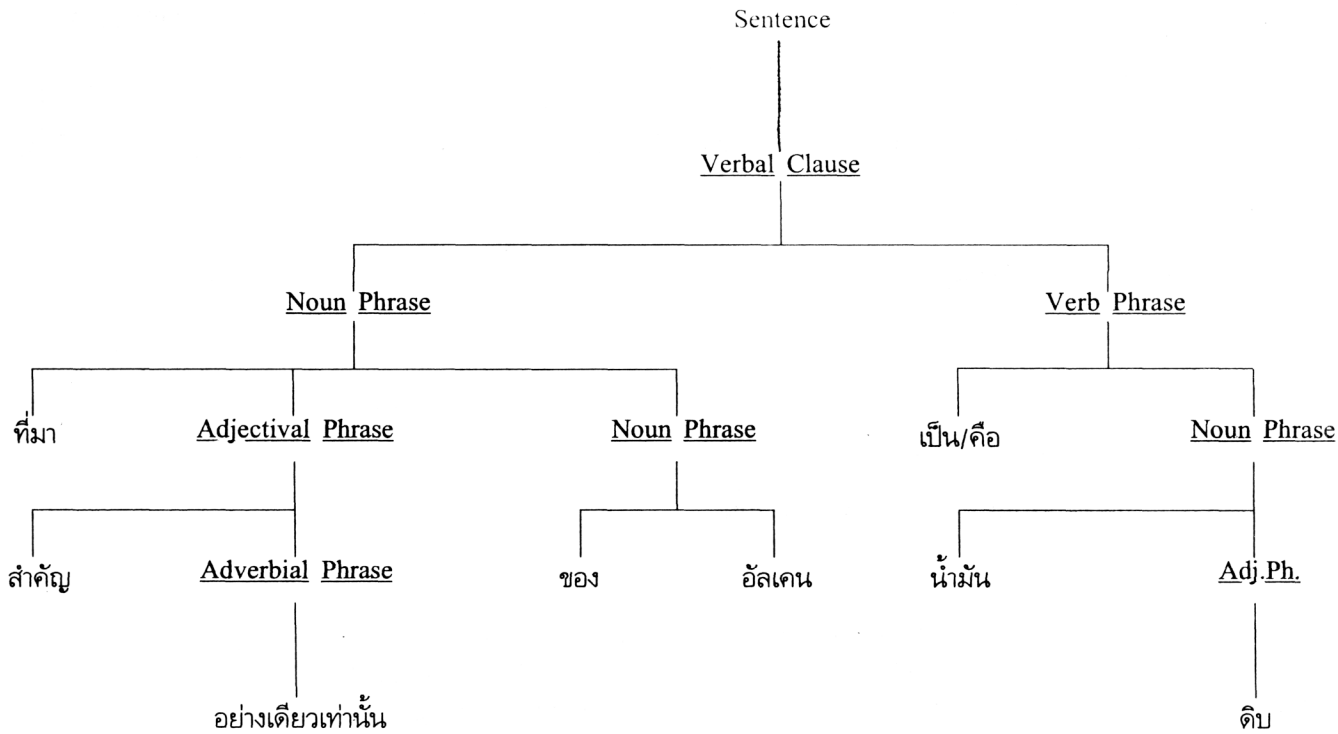 Sentence
Verbal Clause
Noun Phrase Verb Phrase
ที่มา Adjectival Phrase Noun Phrase เป็น/คือ Noun Phrase
สำคัญ Adverbial Phrase ของ อัลเคน น้ำมัน Adj.Ph.
อย่างเดียวเท่านั้น ดิบ